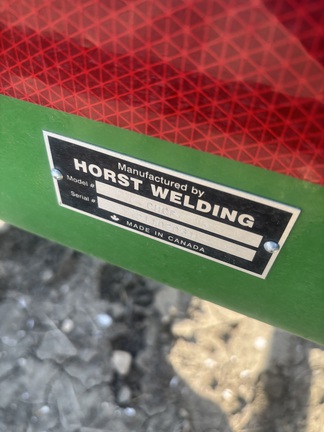 Manufactured by
HORST WELDING
Model #
Serial #
MADE IN CANADA